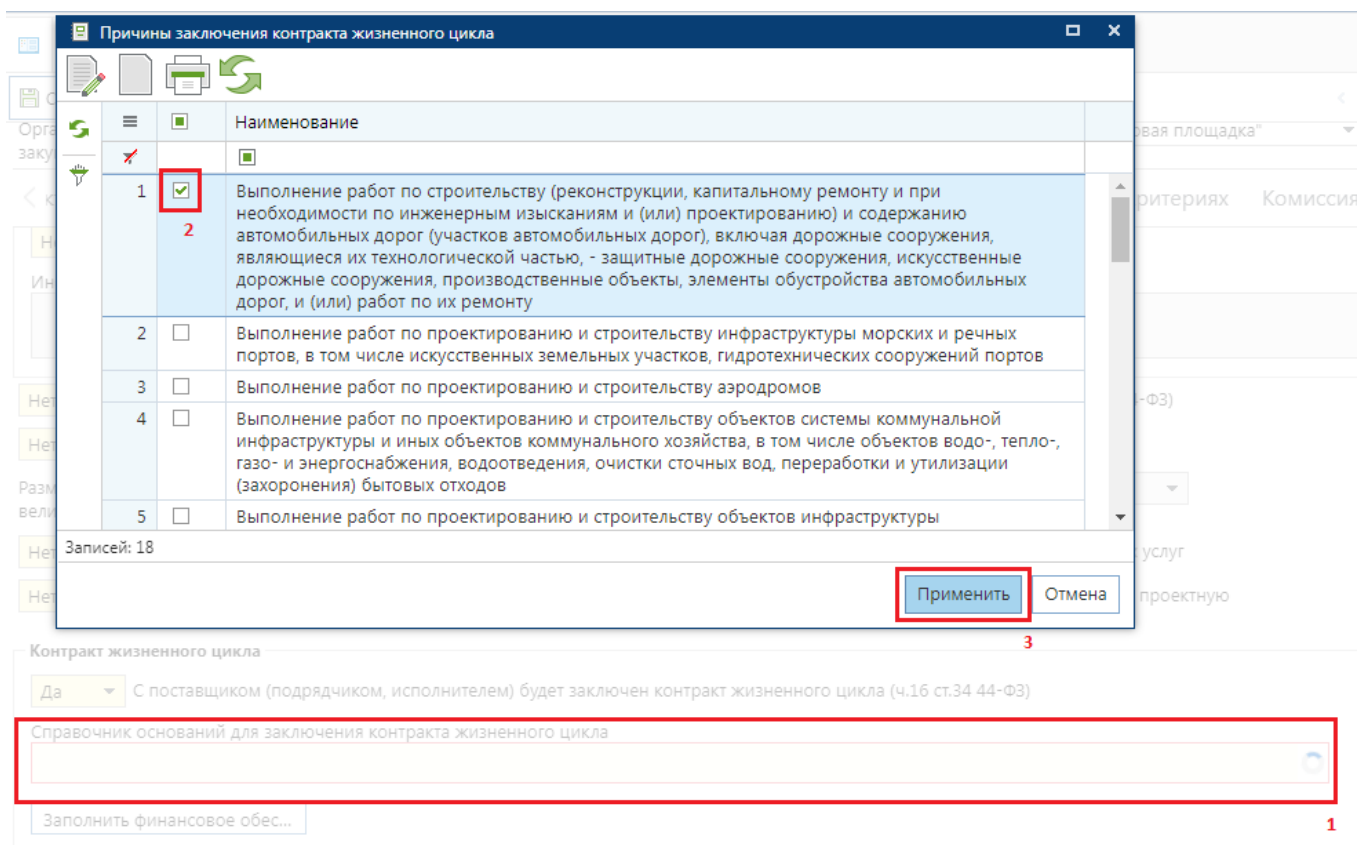 Причины заключения контракта жизненного цикла
Наименование
1
Выполнение работ по строительству (реконструкции, капитальному ремонту и при
необходимости по инженерным изысканиям и (или) проектированию) и содержанию
автомобильных дорог (участков автомобильных дорог), включая дорожные сооружения,
являющиеся их технологической частью, - защитные дорожные сооружения, искусственные
дорожные сооружения, производственные объекты, элементы обустройства автомобильных
дорог, и (или) работ по их ремонту
2
2
Выполнение работ по проектированию и строительству инфраструктуры морских и речных
портов, в том числе искусственных земельных участков, гидротехнических сооружений портов
3
Выполнение работ по проектированию и строительству аэродромов
4
Выполнение работ по проектированию и строительству объектов системы коммунальной
инфраструктуры и иных объектов коммунального хозяйства, в том числе объектов водо-, тепло-,
газо- и энергоснабжения, водоотведения, очистки сточных вод, переработки и утилизации
(захоронения) бытовых отходов
5
Выполнение работ по проектированию и строительству объектов инфраструктуры
Записей: 18
Применить
Отмена
3
площадка"
Комиссия
-ФЗ)
услуг
проектную
Контракт жизненного цикла
Да
С поставщиком (подрядчиком, исполнителем) будет заключен контракт жизненного цикла (ч.16 ст.34 44-ФЗ)
Справочник оснований для заключения контракта жизненного цикла
Заполнить финансовое обес...
1